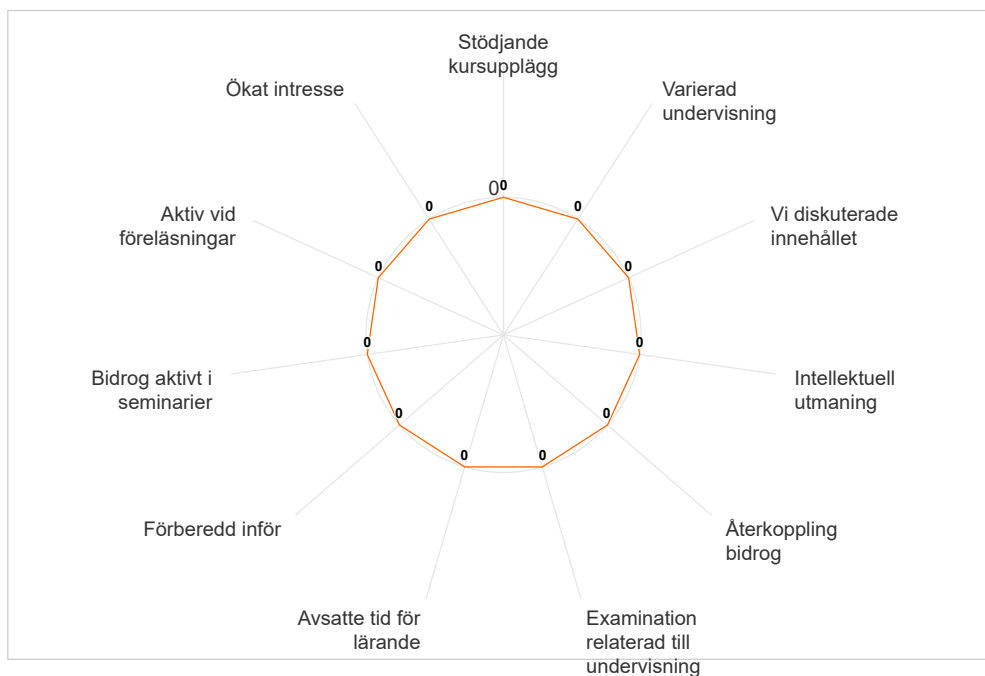 Stödjande
kursupplägg
Varierad
undervisning
Vi diskuterade
innehållet
Intellektuell
utmaning
Återkoppling
bidrog
Examination
relaterad till
undervisning
Avsatte tid för
lärande
Förberedd inför
Bidrog aktivt i
seminarier
Aktiv vid
föreläsningar
Ökat intresse
0
0
0
0
0
0
0
0
0
0
0
0